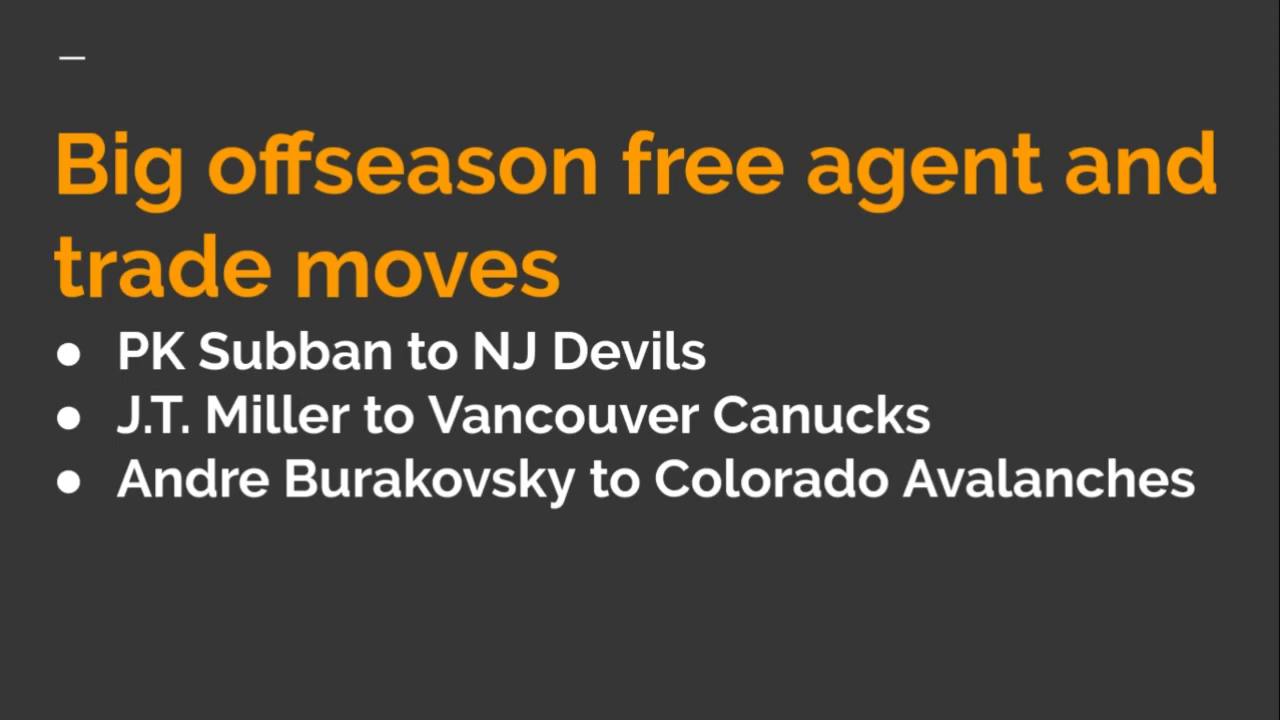 Big offseason free agent and
trade moves
● PK Subban to NJ Devils
● J.T. Miller to Vancouver Canucks
● Andre Burakovsky to Colorado Avalanches